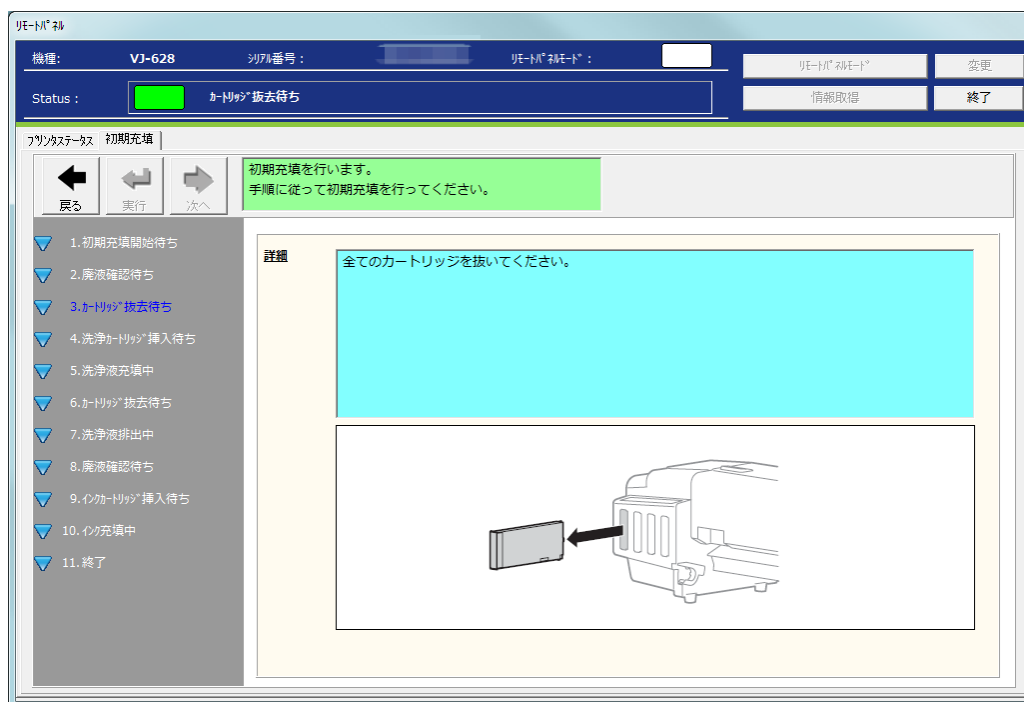 ﾘﾓｰﾄﾊﾟﾈﾙ
機種: VJ-628 ｼﾘｱﾙ番号： ﾘﾓｰﾄﾊﾟﾈﾙﾓｰﾄﾞ：
ﾘﾓｰﾄﾊﾟﾈﾙﾓｰﾄﾞ 変更
Status： ｶｰﾄﾘｯｼﾞ抜去待ち
情報取得 終了
ﾌﾟﾘﾝﾀｽﾃｰﾀｽ 初期充填
戻る 実行 次へ
初期充填を行います。
手順に従って初期充填を行ってください。
1.初期充填開始待ち
2.廃液確認待ち
3.ｶｰﾄﾘｯｼﾞ抜去待ち
4.洗浄ｶｰﾄﾘｯｼﾞ挿入待ち
5.洗浄液充填中
6.ｶｰﾄﾘｯｼﾞ抜去待ち
7.洗浄液排出中
8.廃液確認待ち
9.ｲﾝｸｶｰﾄﾘｯｼﾞ挿入待ち
10.ｲﾝｸ充填中
11.終了
詳細
全てのカートリッジを抜いてください。